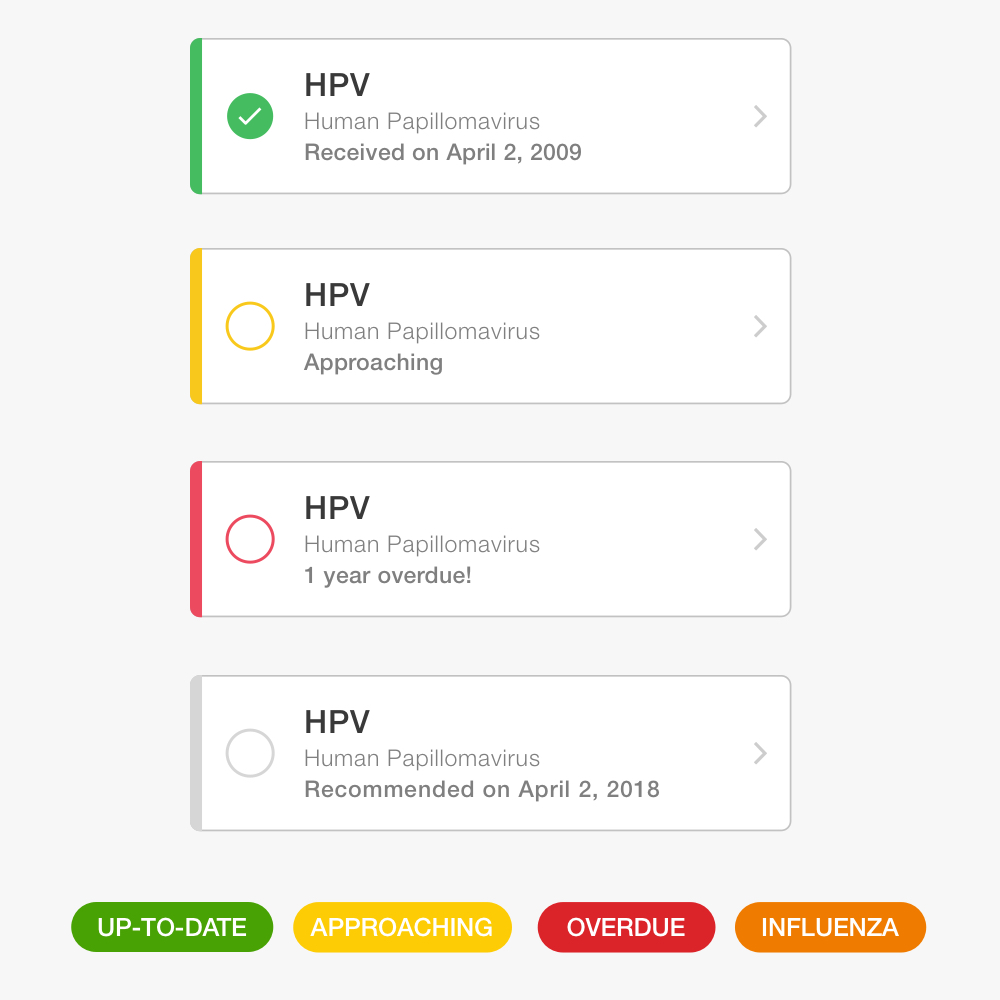 HPV
Human Papillomavirus
Received on April 2, 2009
HPV
Human Papillomavirus
Approaching
HPV
Human Papillomavirus
1 year overdue!
HPV
Human Papillomavirus
Recommended on April 2, 2018
UP-TO-DATE APPROACHING OVERDUE INFLUENZA